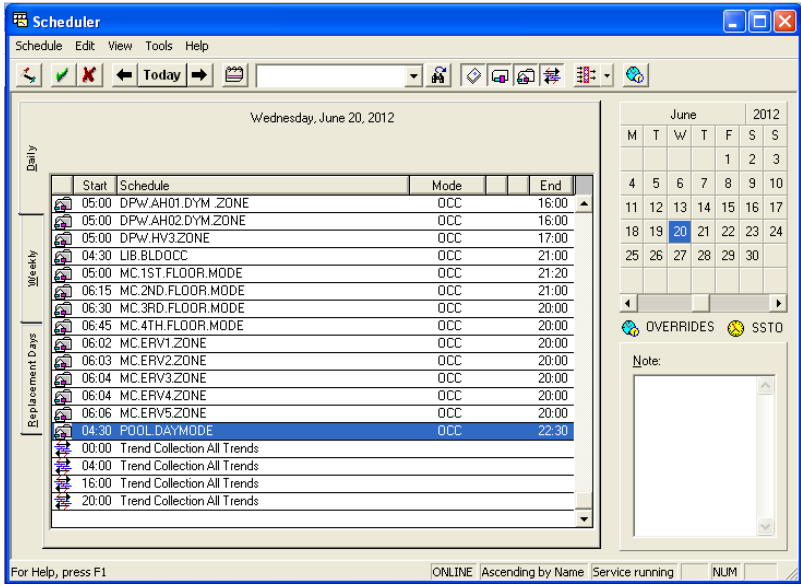 Scheduler
Schedule Edit View Tools Help
Today
Wednesday, June 20, 2012
Daily
Weekly
Replacement Days
Start Schedule Mode End
05:00 DPW.AH01.DYM .ZONE OCC 16:00
05:00 DPW.AH02.DYM.ZONE OCC 16:00
05:00 DPW.HV3.ZONE OCC 17:00
04:30 LIB.BLDOCC OCC 21:00
05:00 MC.1ST.FLOOR.MODE OCC 21:20
06:15 MC.2ND.FLOOR.MODE OCC 21:00
06:30 MC.3RD.FLOOR.MODE OCC 20:00
06:45 MC.4TH.FLOOR.MODE OCC 20:00
06:02 MC.ERV1.ZONE OCC 20:00
06:03 MC.ERV2.ZONE OCC 20:00
06:04 MC.ERV3.ZONE OCC 20:00
06:04 MC.ERV4.ZONE OCC 20:00
06:06 MC.ERV5.ZONE OCC 20:00
04:30 POOL.DAYMODE OCC 22:30
00:00 Trend Collection All Trends
04:00 Trend Collection All Trends
16:00 Trend Collection All Trends
20:00 Trend Collection All Trends
June 2012
M T W T F S S
1 2 3
4 5 6 7 8 9 10
11 12 13 14 15 16 17
18 19 20 21 22 23 24
25 26 27 28 29 30
OVERRIDES SSTO
Note:
For Help, press F1 ONLINE Ascending by Name Service running NUM